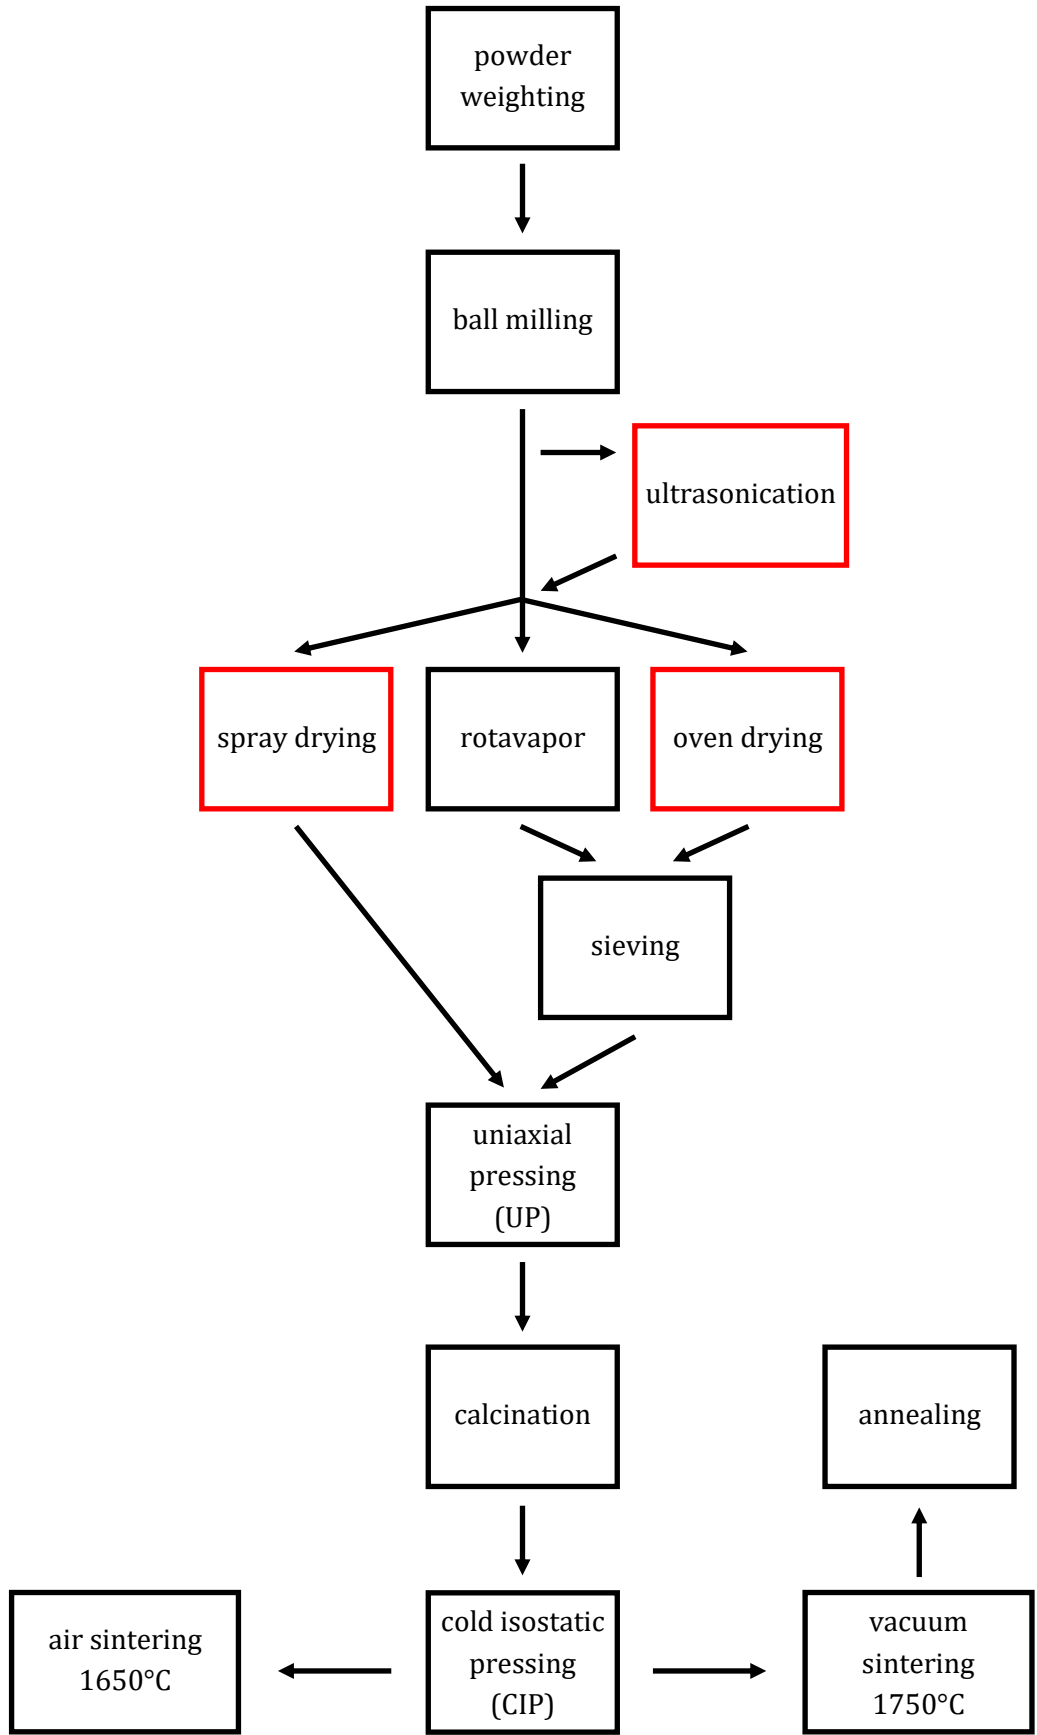 powder
weighting
ball milling
ultrasonication
spray drying
rotavapor
oven drying
sieving
uniaxial
pressing
(UP)
calcination
annealing
air sintering
1650°C
cold isostatic
pressing
(CIP)
vacuum
sintering
1750°C